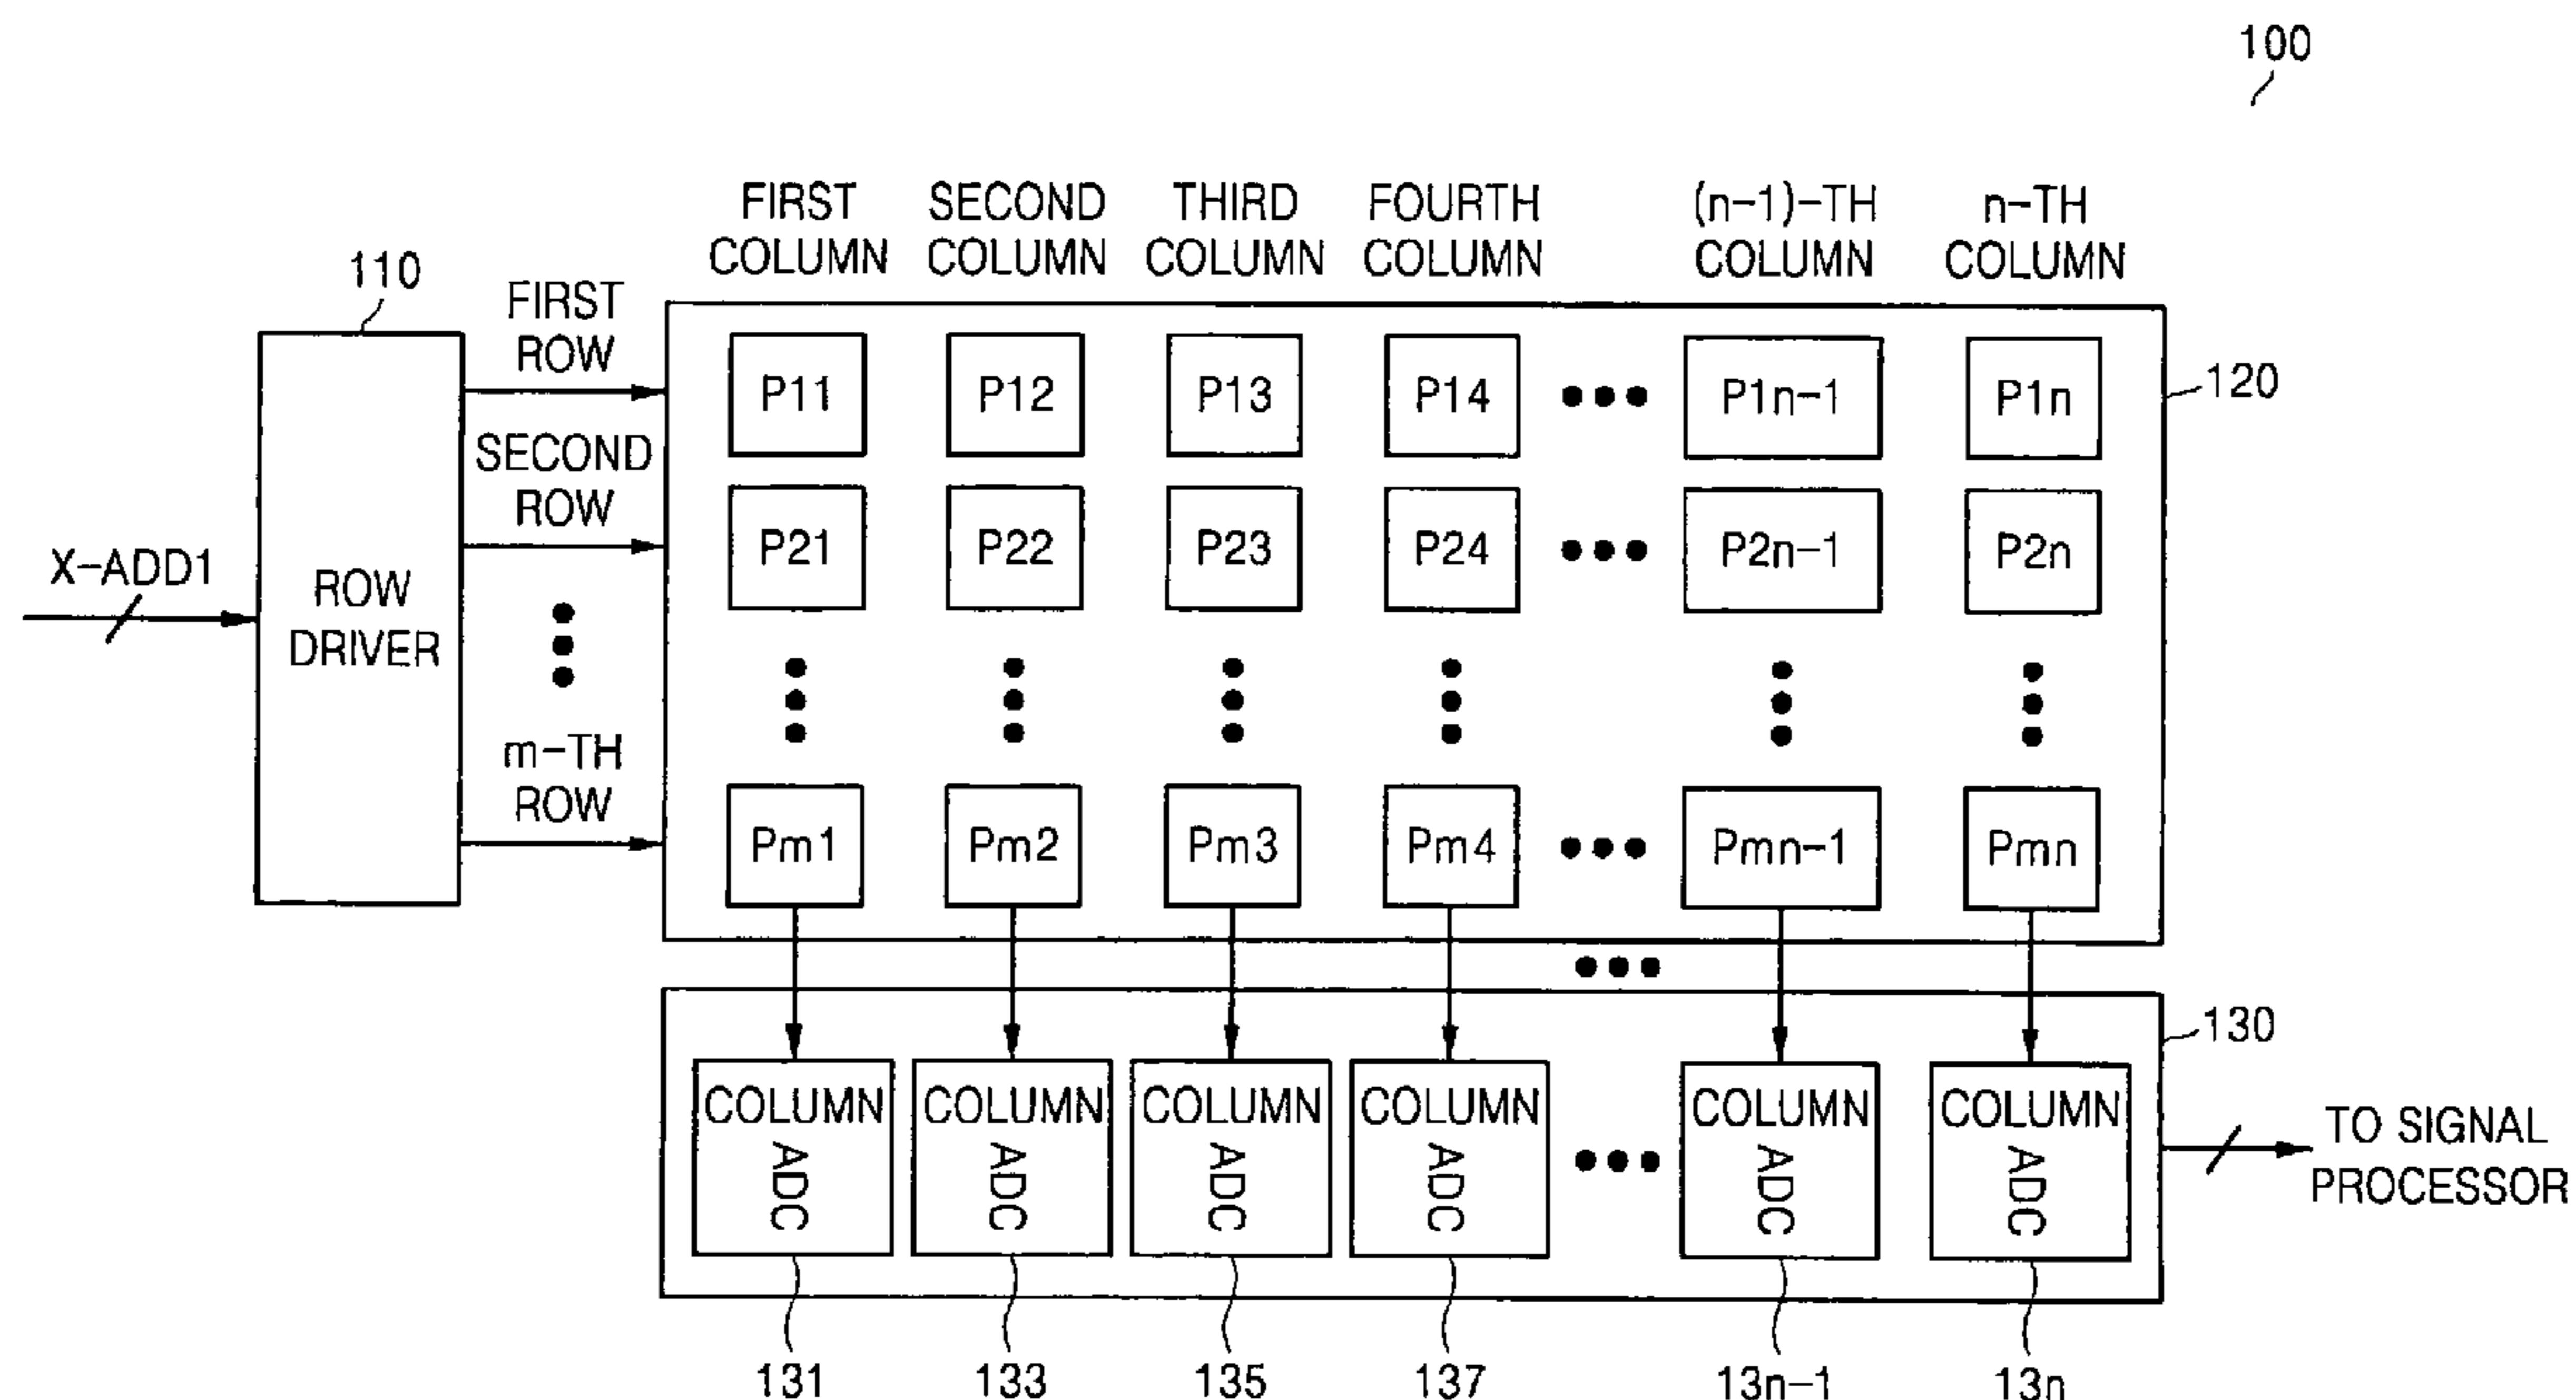 100
FIRST COLUMN
SECOND COLUMN
THIRD COLUMN
FOURTH COLUMN
(n-1)-TH COLUMN
n-TH COLUMN
110
FIRST ROW
SECOND ROW
m-TH ROW
X-ADD1
ROW DRIVER
P11 P12 P13 P14 P1n-1 P1n
120
P21 P22 P23 P24 P2n-1 P2n
Pm1 Pm2 Pm3 Pm4 Pmn-1 Pmn
130
COLUMN ADC
COLUMN ADC
COLUMN ADC
COLUMN ADC
COLUMN ADC
COLUMN ADC
TO SIGNAL PROCESSOR
131 133 135 137 13n-1 13n